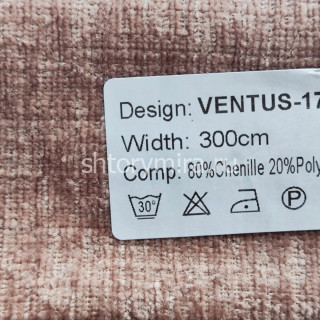 Design: VENTUS-17
Width: 300cm
Comp: 80%Chenille 20%Poly
30°
P